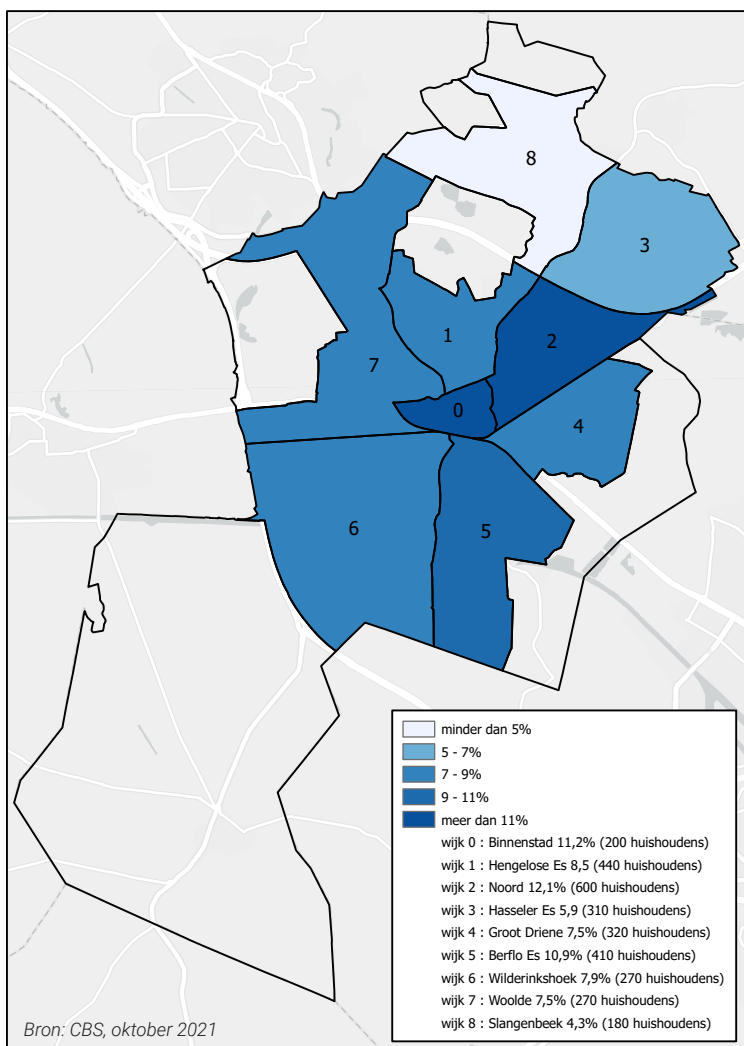 8
3
1
2
7
0
4
6
5
minder dan 5%
5 - 7%
7 - 9%
9 - 11%
meer dan 11%
wijk 0 : Binnenstad 11,2% (200 huishoudens)
wijk 1 : Hengelose Es 8,5 (440 huishoudens)
wijk 2 : Noord 12,1% (600 huishoudens)
wijk 3 : Hasseler Es 5,9 (310 huishoudens)
wijk 4 : Groot Driene 7,5% (320 huishoudens)
wijk 5 : Berflo Es 10,9% (410 huishoudens)
wijk 6 : Wilderinkshoek 7,9% (270 huishoudens)
wijk 7 : Woolde 7,5% (270 huishoudens)
wijk 8 : Slangenbeek 4,3% (180 huishoudens)
Bron: CBS, oktober 2021